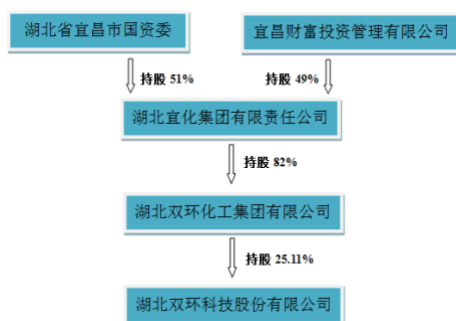 湖北省宜昌市国资委
宜昌财富投资管理有限公司
持股 51%
持股 49%
湖北宜化集团有限责任公司
持股 82%
湖北双环化工集团有限公司
持股 25.11%
湖北双环科技股份有限公司